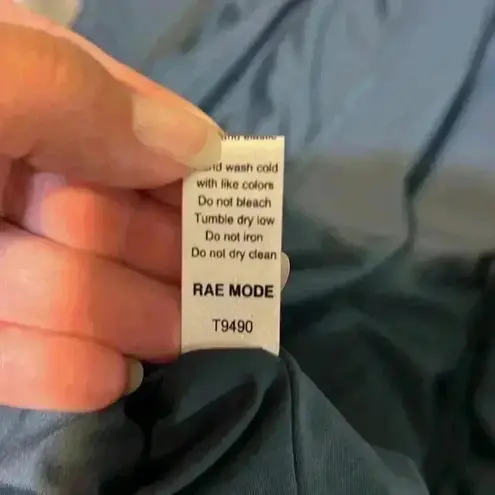 wash cold
with like colors
Do not bleach
Tumble dry low
Do not iron
Do not dry clean
RAE MODE
T9490